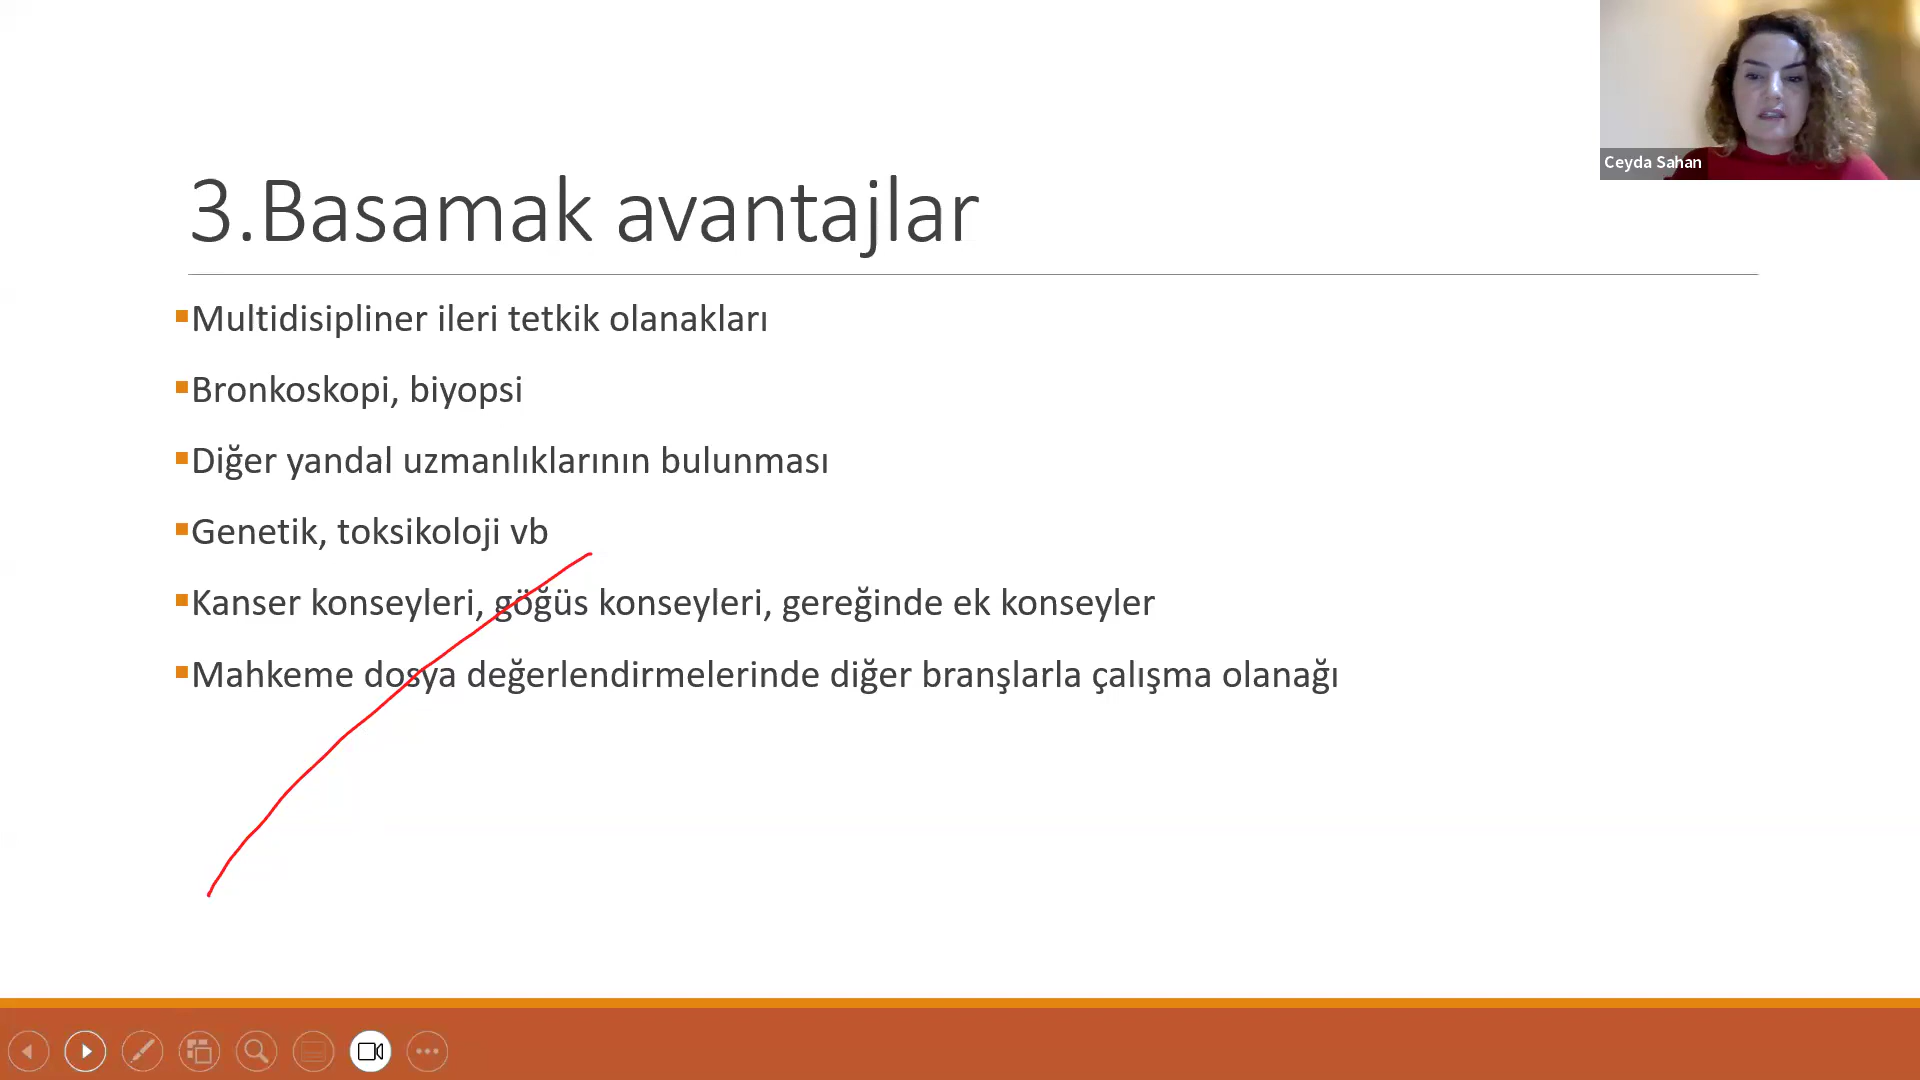 Ceyda Sahan
3.Basamak avantajlar
▪Multidisipliner ileri tetkik olanakları
▪Bronkoskopi, biyopsi
▪Diğer yandal uzmanlıklarının bulunması
▪Genetik, toksikoloji vb
▪Kanser konseyleri, göğüs konseyleri, gereğinde ek konseyler
▪Mahkeme dosya değerlendirmelerinde diğer branşlarla çalışma olanağı